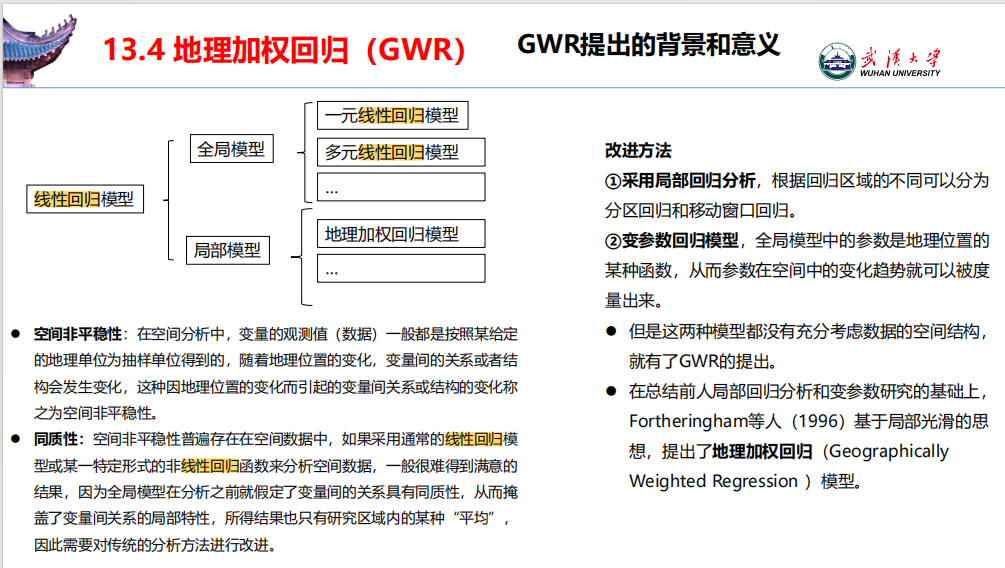 13.4 地理加权回归（GWR）
GWR提出的背景和意义
武汉大学
WUHAN UNIVERSITY
线性回归模型
全局模型
一元线性回归模型
多元线性回归模型
...
局部模型
地理加权回归模型
...
● 空间非平稳性：在空间分析中，变量的观测值（数据）一般都是按照某给定
的地理单位为抽样单位得到的，随着地理位置的变化，变量间的关系或者结
构会发生变化，这种因地理位置的变化而引起的变量间关系或结构的变化称
之为空间非平稳性。
● 同质性：空间非平稳性普遍存在在空间数据中，如果采用通常的线性回归模
型或某一特定形式的非线性回归函数来分析空间数据，一般很难得到满意的
结果，因为全局模型在分析之前就假定了变量间的关系具有同质性，从而掩
盖了变量间关系的局部特性，所得结果也只有研究区域内的某种“平均”，
因此需要对传统的分析方法进行改进。
改进方法
①采用局部回归分析，根据回归区域的不同可以分为
分区回归和移动窗口回归。
②变参数回归模型，全局模型中的参数是地理位置的
某种函数，从而参数在空间中的变化趋势就可以被度
量出来。
● 但是这两种模型都没有充分考虑数据的空间结构，
就有了GWR的提出。
● 在总结前人局部回归分析和变参数研究的基础上，
Fortheringham等人（1996）基于局部光滑的思
想，提出了地理加权回归（Geographically
Weighted Regression ）模型。